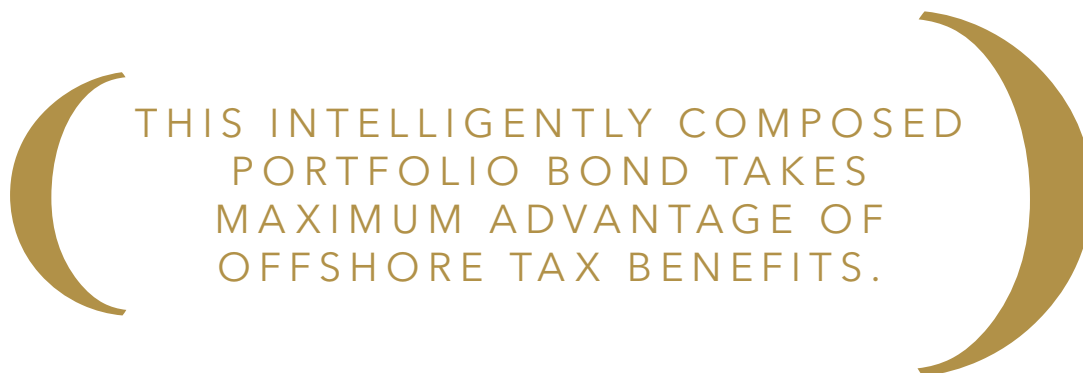 THIS INTELLIGENTLY COMPOSED
PORTFOLIO BOND TAKES
MAXIMUM ADVANTAGE OF
OFFSHORE TAX BENEFITS.